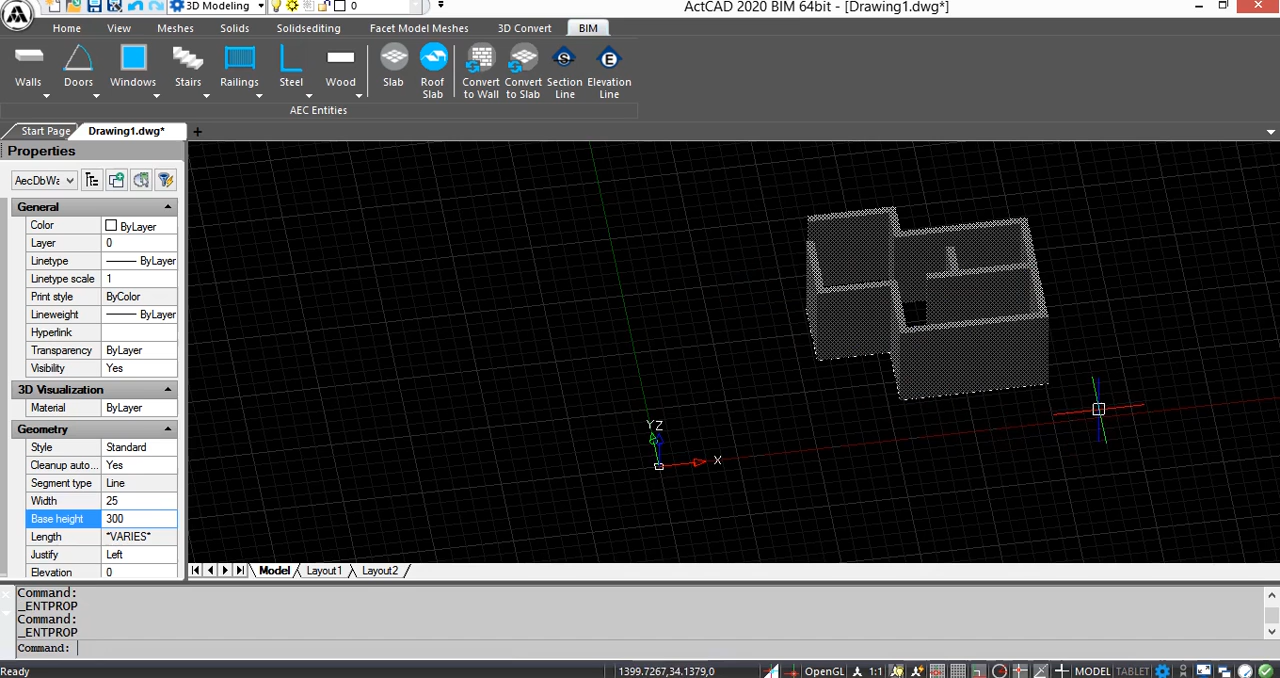 3D Modeling 0 ActCAD 2020 BIM 64bit - [Drawing1.dwg*]
Home View Meshes Solids Solidsediting Facet Model Meshes 3D Convert BIM
Walls Doors Windows Stairs Railings Steel Wood Slab Roof Slab Convert to Wall Convert to Slab Section Line Elevation Line
AEC Entities
Start Page Drawing1.dwg*
Properties
AecDbWa
General
Color ByLayer
Layer 0
Linetype ByLayer
Linetype scale 1
Print style ByColor
Lineweight ByLayer
Hyperlink
Transparency ByLayer
Visibility Yes
3D Visualization
Material ByLayer
Geometry
Style Standard
Cleanup auto... Yes
Segment type Line
Width 25
Base height 300
Length *VARIES*
Justify Left
Elevation 0
YZ
X
Model Layout1 Layout2
Command:
_ENTPROP
Command:
_ENTPROP
Command:
Ready 1399.7267,34.1379,0 OpenGL 1:1 MODEL TABLET